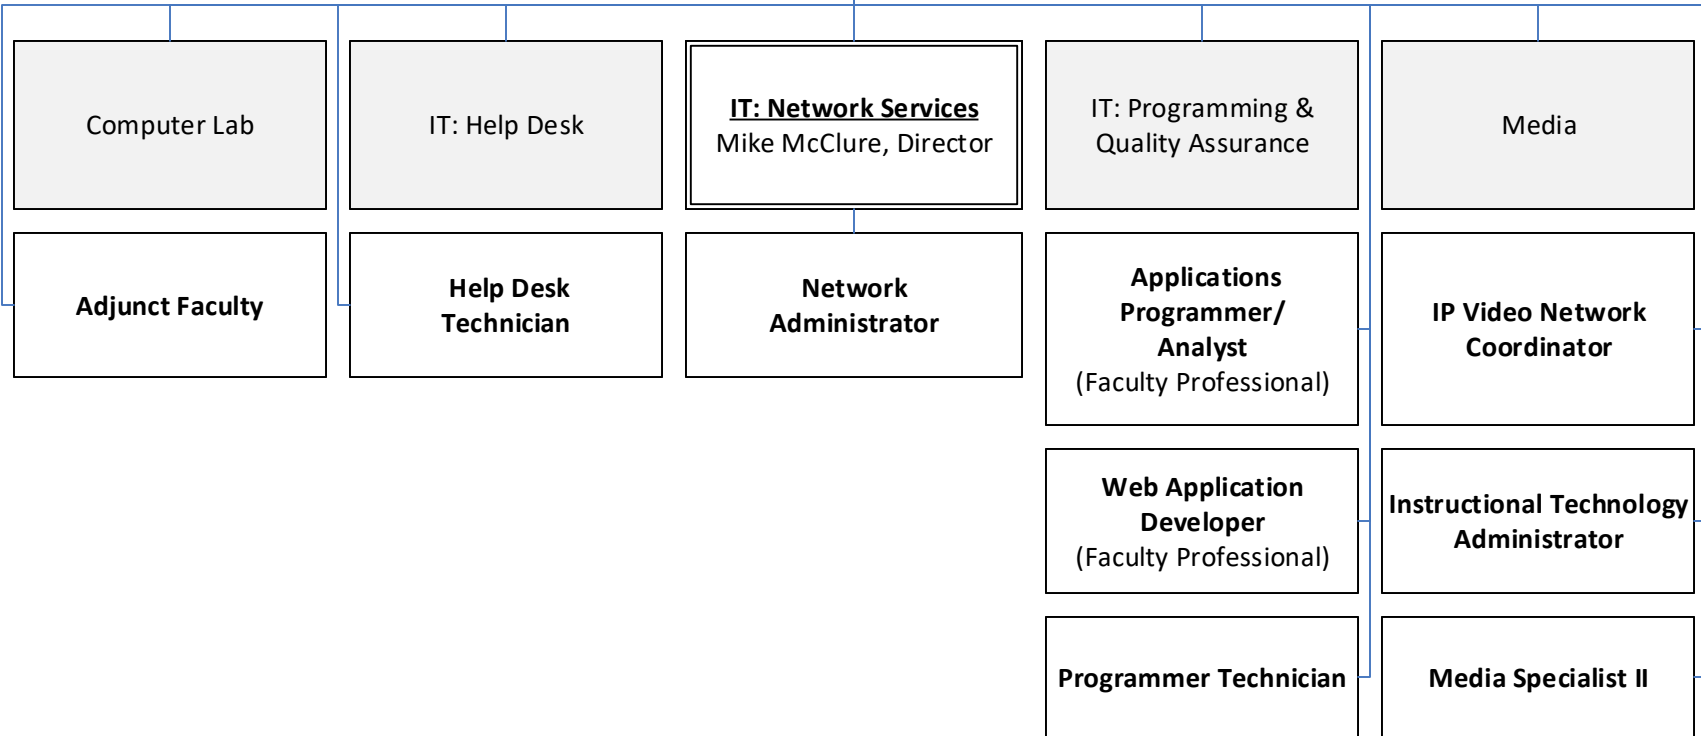 Computer Lab
IT: Help Desk
IT: Network Services
Mike McClure, Director
IT: Programming &
Quality Assurance
Media
Adjunct Faculty
Help Desk
Technician
Network
Administrator
Applications
Programmer/
Analyst
(Faculty Professional)
IP Video Network
Coordinator
Web Application
Developer
(Faculty Professional)
Instructional Technology
Administrator
Programmer Technician
Media Specialist II